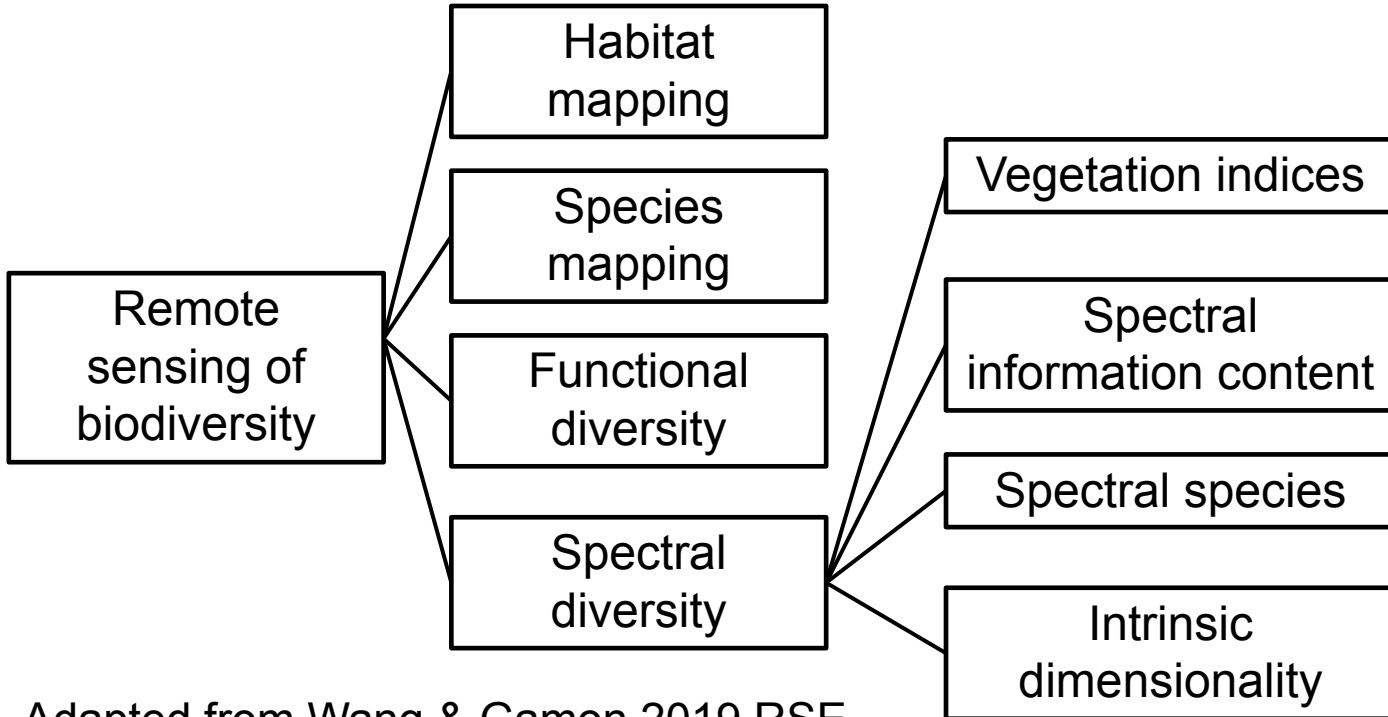 Habitat
mapping
Species
mapping
Remote
sensing of
biodiversity
Functional
diversity
Spectral
diversity
Vegetation indices
Spectral
information content
Spectral species
Intrinsic
dimensionality
Adapted from Wang & Gamon 2019 RSE